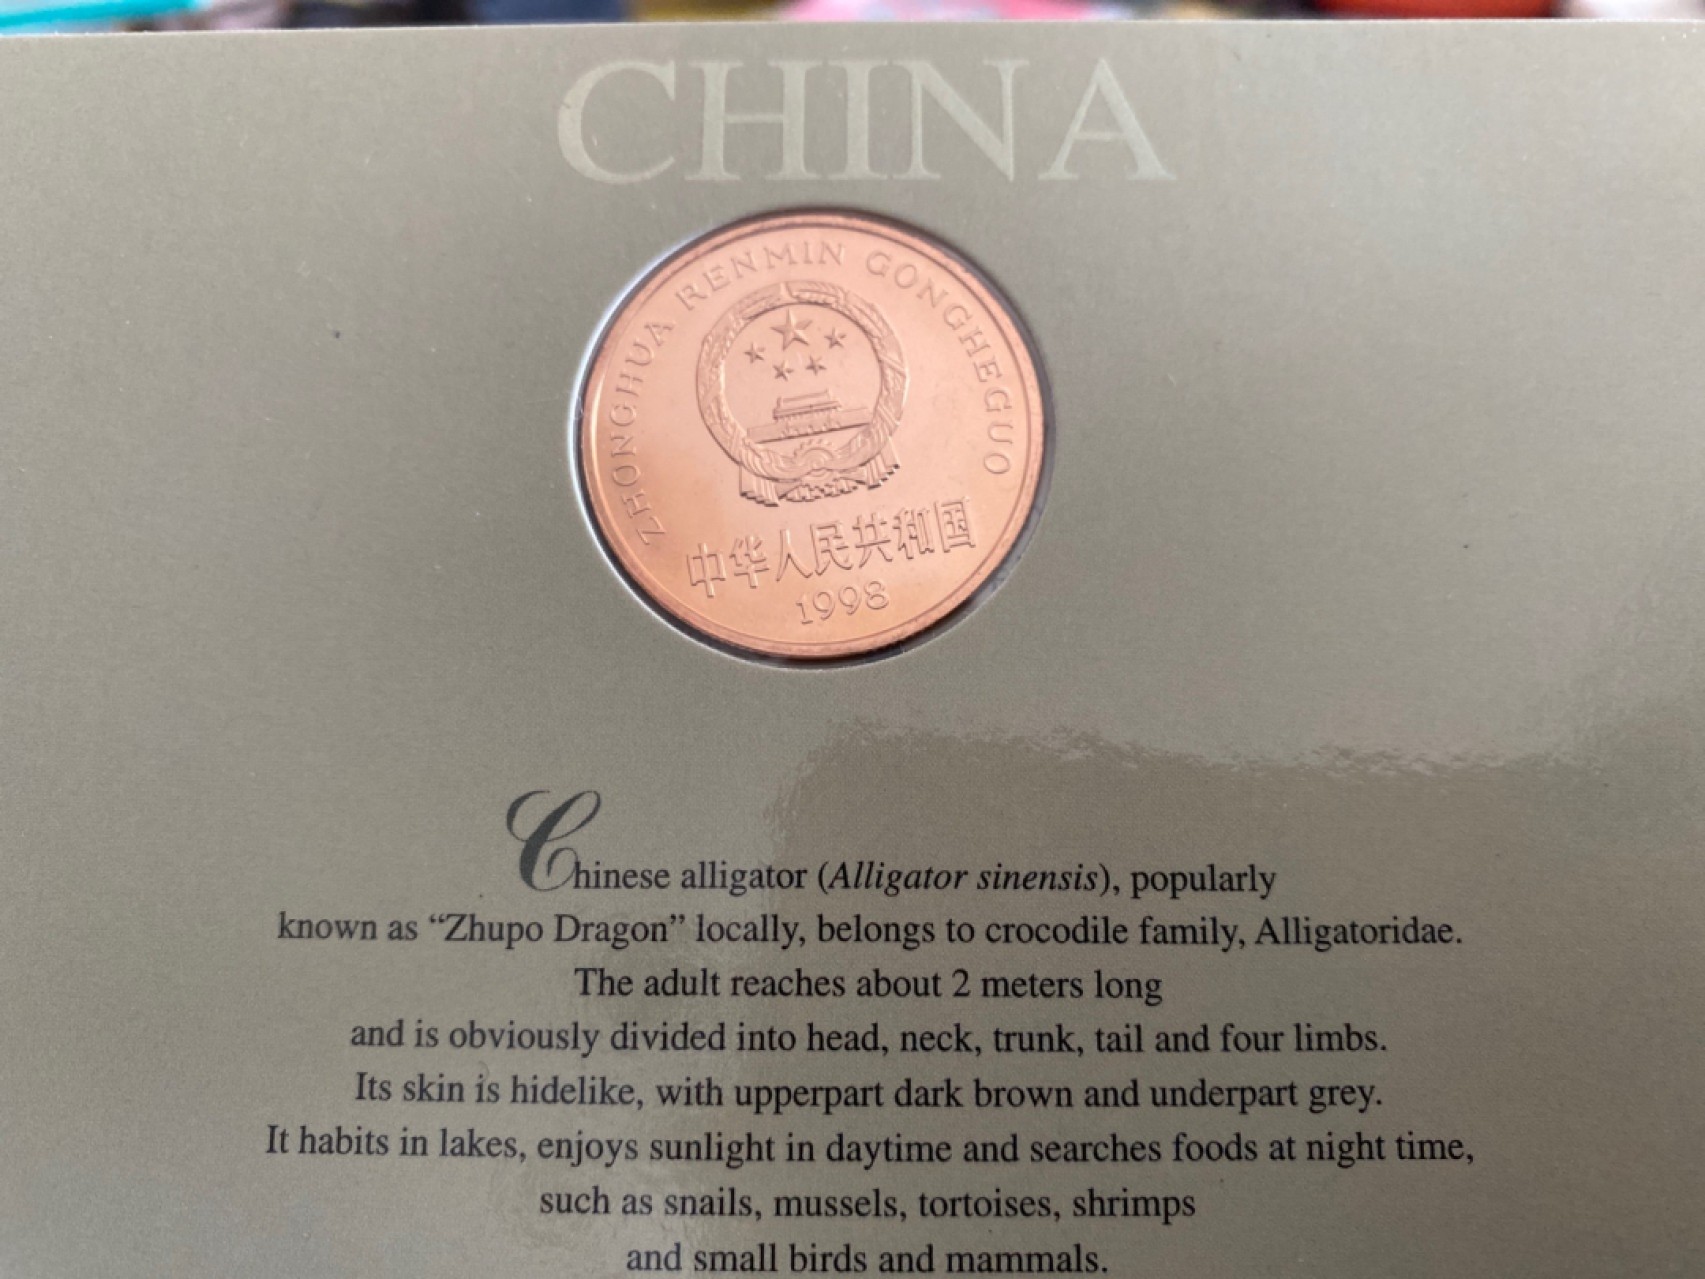 CHINA
ZHONGHUA RENMIN GONGHEGUO
中华人民共和国
1998
Chinese alligator (Alligator sinensis), popularly
known as “Zhupo Dragon” locally, belongs to crocodile family, Alligatoridae.
The adult reaches about 2 meters long
and is obviously divided into head, neck, trunk, tail and four limbs.
Its skin is hidelike, with upperpart dark brown and underpart grey.
It habits in lakes, enjoys sunlight in daytime and searches foods at night time,
such as snails, mussels, tortoises, shrimps
and small birds and mammals.